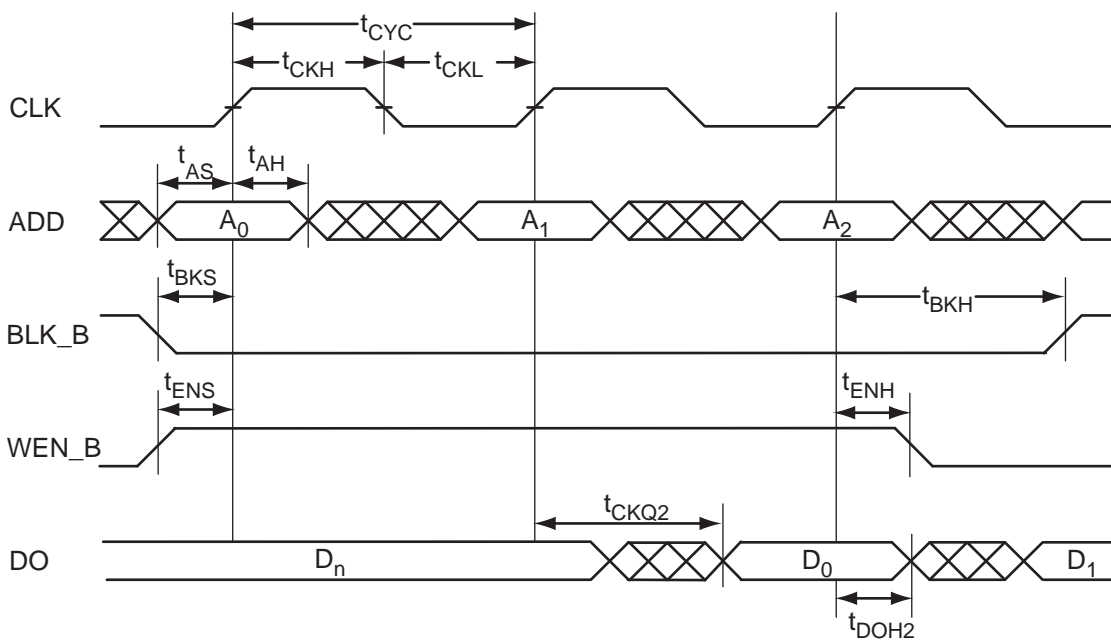 tCYC
tCKH tCKL
CLK
tAS tAH
ADD A0 A1 A2
tBKS tBKH
BLK_B
tENS tENH
WEN_B
tCKQ2
DO Dn D0 D1
tDOH2